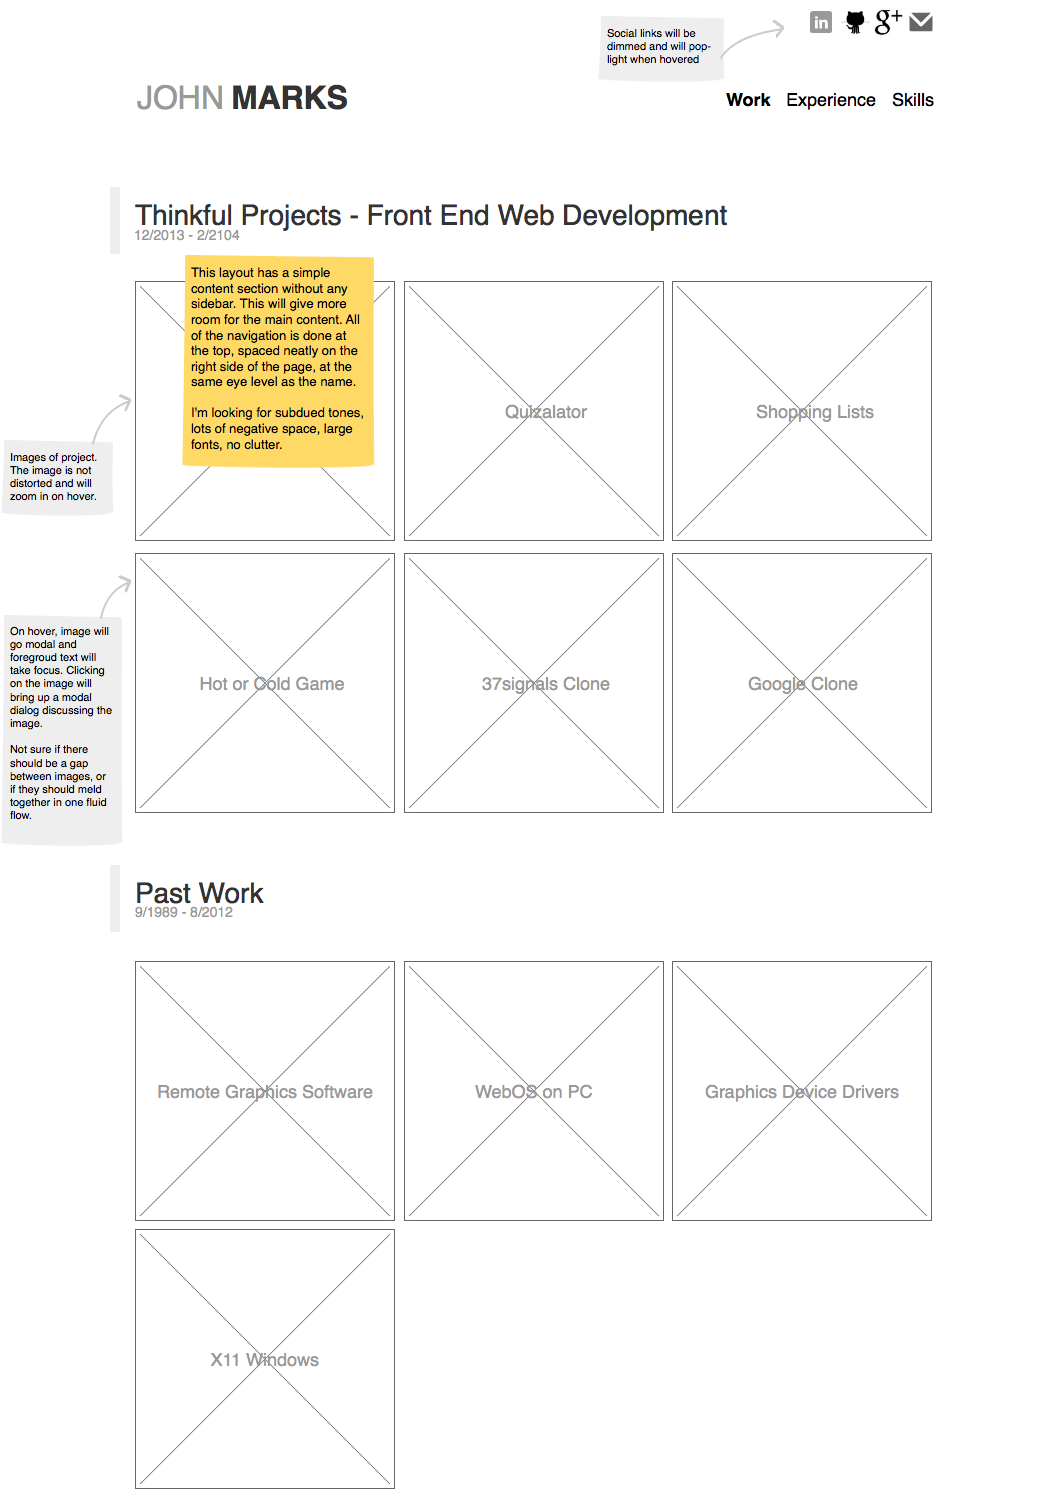 Social links will be
dimmed and will pop-
light when hovered
in
g+
JOHN MARKS
Work Experience Skills
Thinkful Projects - Front End Web Development
12/2013 - 2/2104
This layout has a simple
content section without any
sidebar. This will give more
room for the main content. All
of the navigation is done at
the top, spaced neatly on the
right side of the page, at the
same eye level as the name.
I'm looking for subdued tones,
lots of negative space, large
fonts, no clutter.
Quizalator
Shopping Lists
Images of project.
The image is not
distorted and will
zoom in on hover.
On hover, image will
go modal and
foregroud text will
take focus. Clicking
on the image will
bring up a modal
dialog discussing the
image.
Not sure if there
should be a gap
between images, or
if they should meld
together in one fluid
flow.
Hot or Cold Game
37signals Clone
Google Clone
Past Work
9/1989 - 8/2012
Remote Graphics Software
WebOS on PC
Graphics Device Drivers
X11 Windows